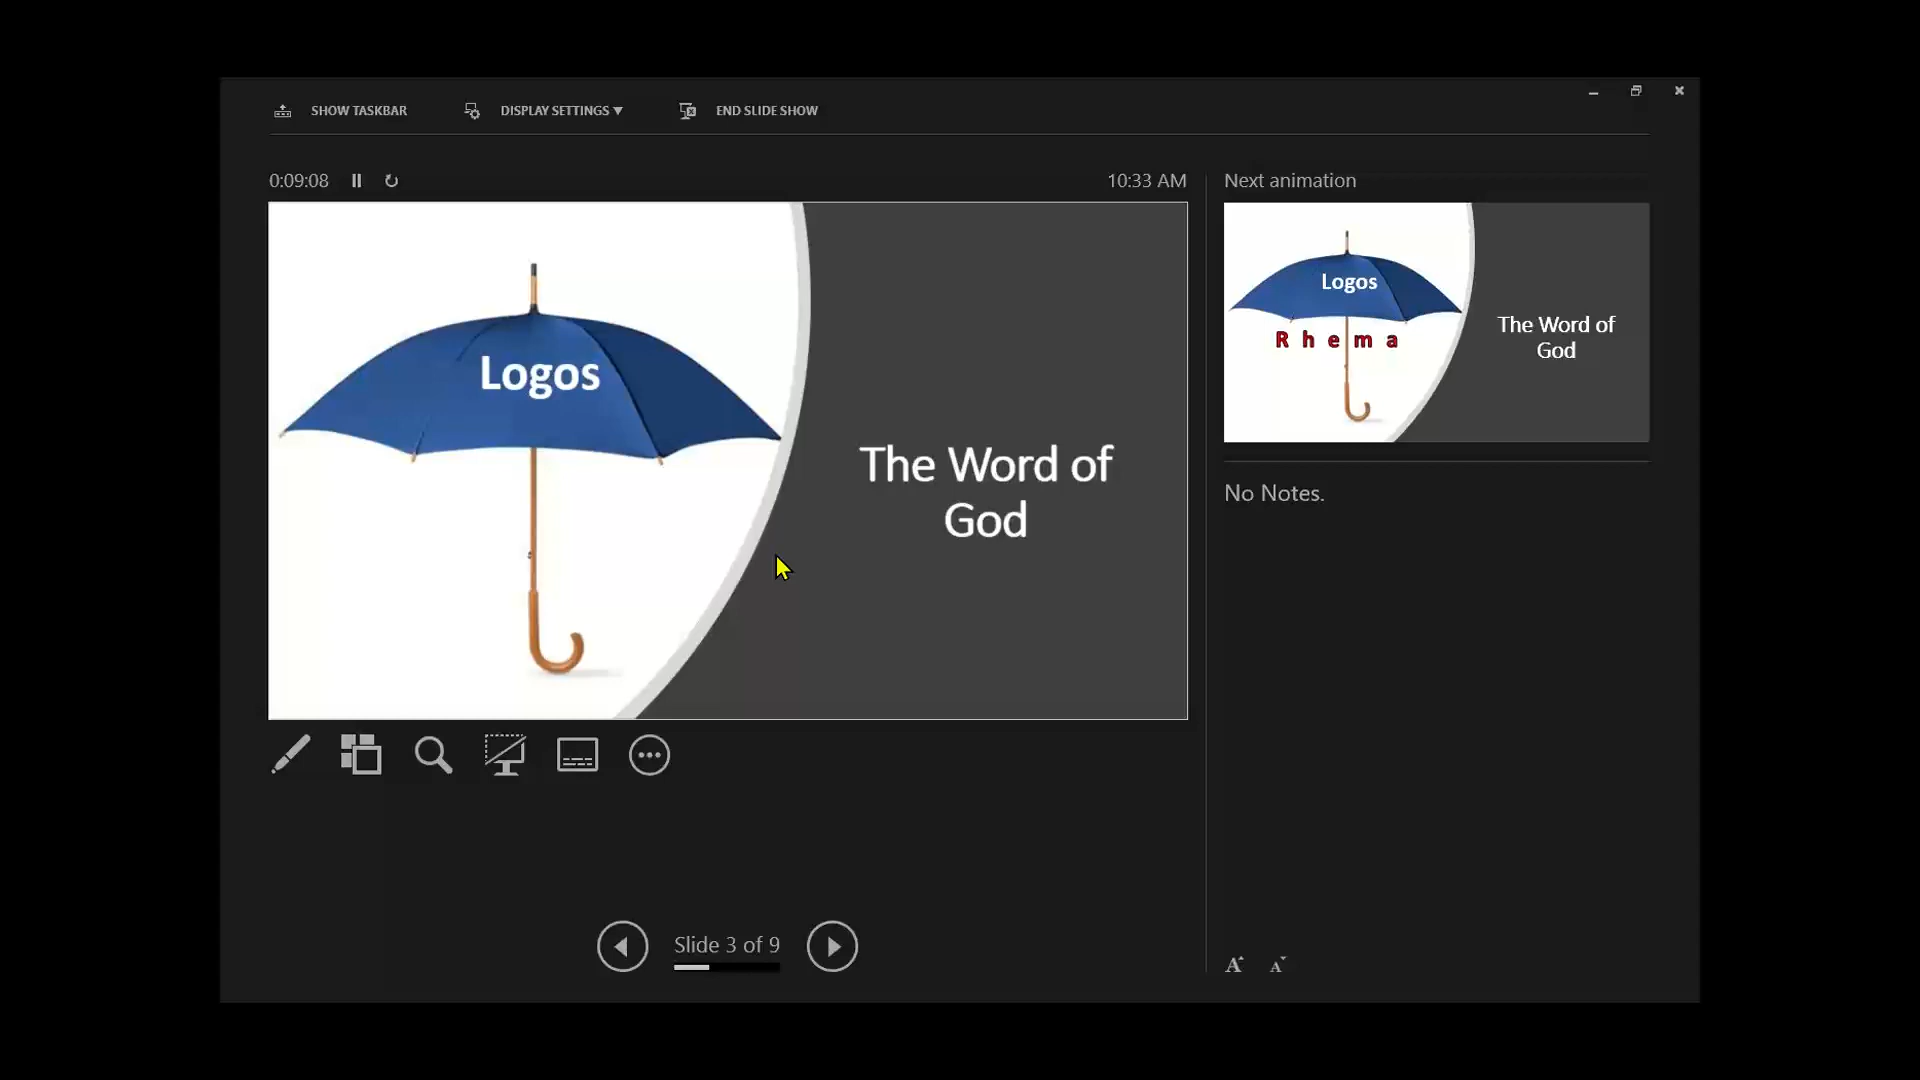 SHOW TASKBAR
DISPLAY SETTINGS ▼
END SLIDE SHOW
0:09:08
10:33 AM
Next animation
Logos
The Word of
God
Logos
R h e m a
The Word of
God
No Notes.
Slide 3 of 9
A A